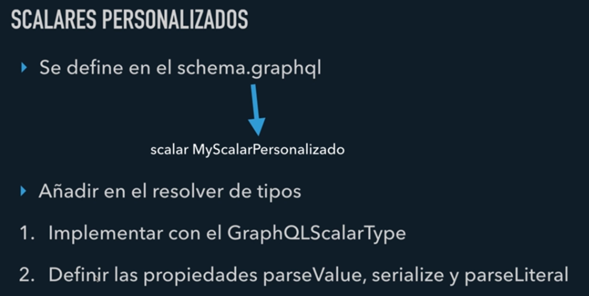 SCALARES PERSONALIZADOS
Se define en el schema.graphql
scalar MyScalarPersonalizado
Añadir en el resolver de tipos
1. Implementar con el GraphQLScalarType
2. Definir las propiedades parseValue, serialize y parseLiteral